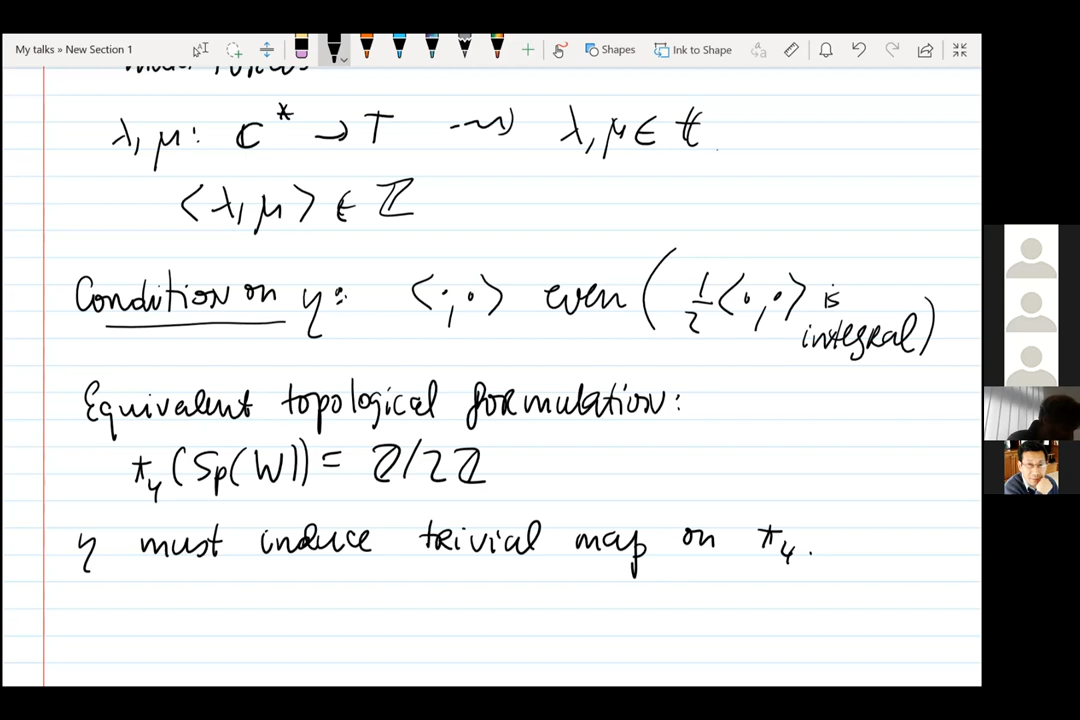 My talks » New Section 1
Shapes
Ink to Shape
λ, μ: C* → T ⇝ λ, μ ∈ t
<λ, μ> ∈ ℤ
Condition on η: <·,·> even (½<·,·> is integral)
Equivalent topological formulation:
π₄(Sp(W)) = ℤ/2ℤ
η must induce trivial map on π₄.